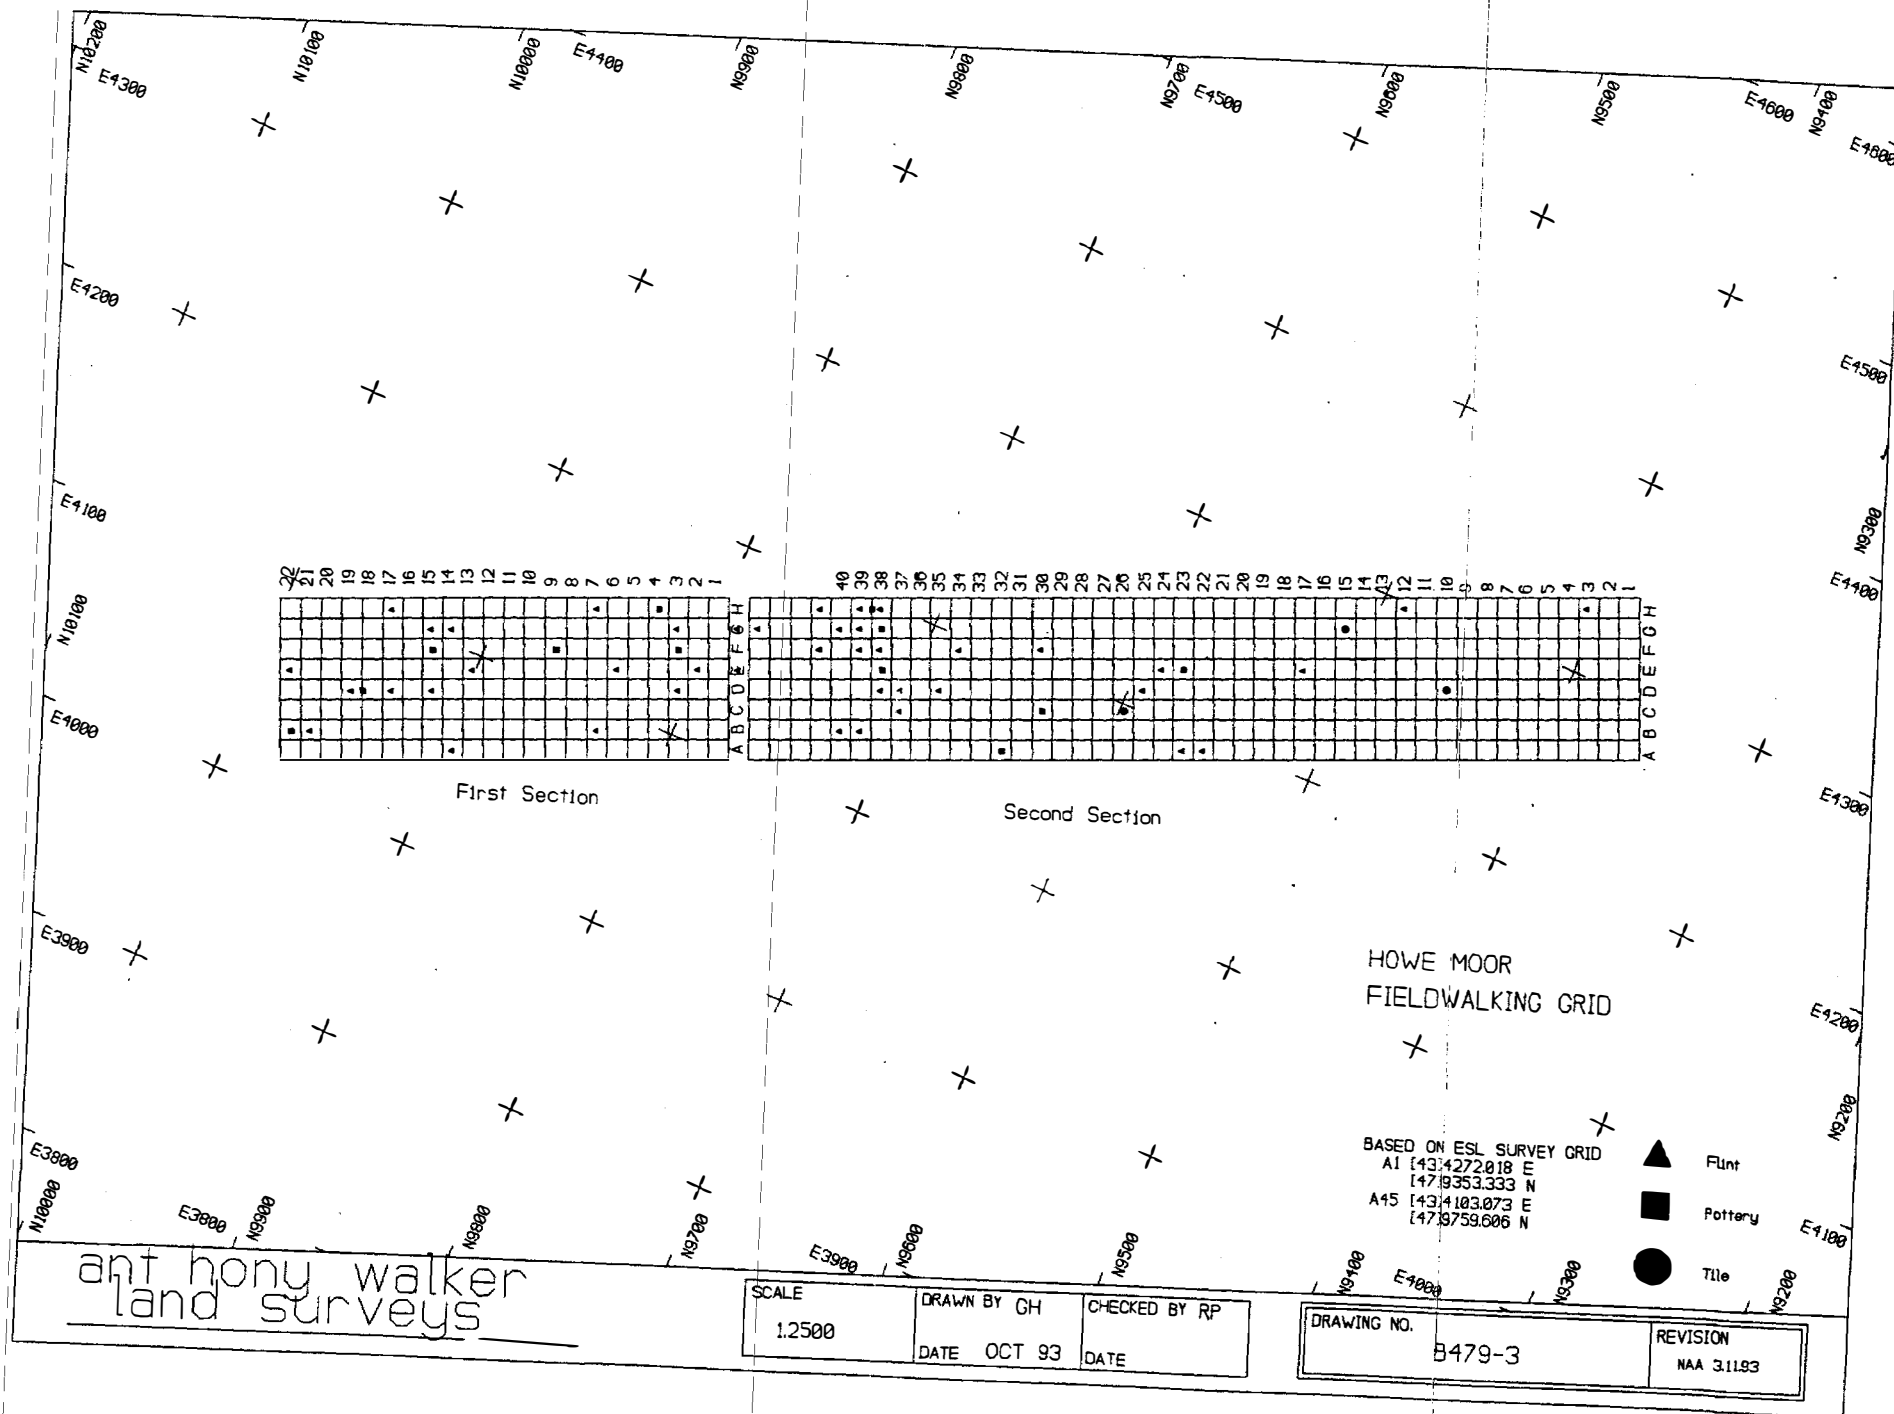 N10200
N10100
N10000
E4400
N9900
N9800
N9700
E4500
N9600
N9500
E4600
N9400
E4300
E4600
E4200
E4500
E4100
N9300
E4400
N10100
22 21 20 19 18 17 16 15 14 13 12 11 10 9 8 7 6 5 4 3 2 1
40 39 38 37 36 35 34 33 32 31 30 29 28 27 26 25 24 23 22 21 20 19 18 17 16 15 14 13 12 11 10 9 8 7 6 5 4 3 2 1
A B C D E F G H
A B C D E F G H
First Section
Second Section
E4000
E4300
E3900
HOWE MOOR
FIELDWALKING GRID
E4200
N9200
E3800
BASED ON ESL SURVEY GRID
A1 [43]4272.018 E
[47]9353.333 N
A45 [43]4103.073 E
[47]9759.606 N
Flint
Pottery
Tile
E4100
N10000
E3800
N9900
N9800
N9700
E3900
N9600
N9500
N9400
E4000
N9300
N9200
anthony walker
land surveys
SCALE
1.2500
DRAWN BY GH
DATE OCT 93
CHECKED BY RP
DATE
DRAWING NO.
B479-3
REVISION
NAA 3.11.93